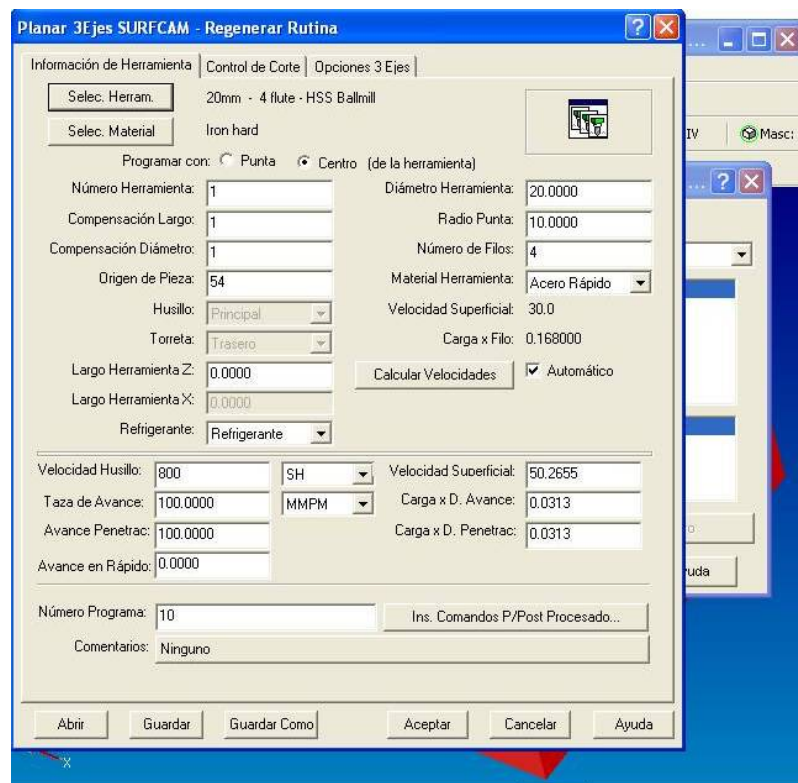 Planar 3Ejes SURFCAM - Regenerar Rutina
Información de Herramienta Control de Corte Opciones 3 Ejes
Selec. Herram. 20mm - 4 flute - HSS Ballmill
Selec. Material Iron hard
IV Masc:
Programar con: Punta Centro (de la herramienta)
Número Herramienta: 1 Diámetro Herramienta: 20.0000
Compensación Largo: 1 Radio Punta: 10.0000
Compensación Diámetro: 1 Número de Filos: 4
Origen de Pieza: 54 Material Herramienta: Acero Rápido
Husillo: Principal Velocidad Superficial: 30.0
Torreta: Trasero Carga x Filo: 0.168000
Largo Herramienta Z: 0.0000 Calcular Velocidades Automático
Largo Herramienta X: 0.0000
Refrigerante: Refrigerante
Velocidad Husillo: 800 SH Velocidad Superficial: 50.2655
Taza de Avance: 100.0000 MMPM Carga x D. Avance: 0.0313
Avance Penetrac: 100.0000 Carga x D. Penetrac: 0.0313
Avance en Rápido: 0.0000
Número Programa: 10 Ins. Comandos P/Post Procesado...
Comentarios: Ninguno
Abrir Guardar Guardar Como Aceptar Cancelar Ayuda
X